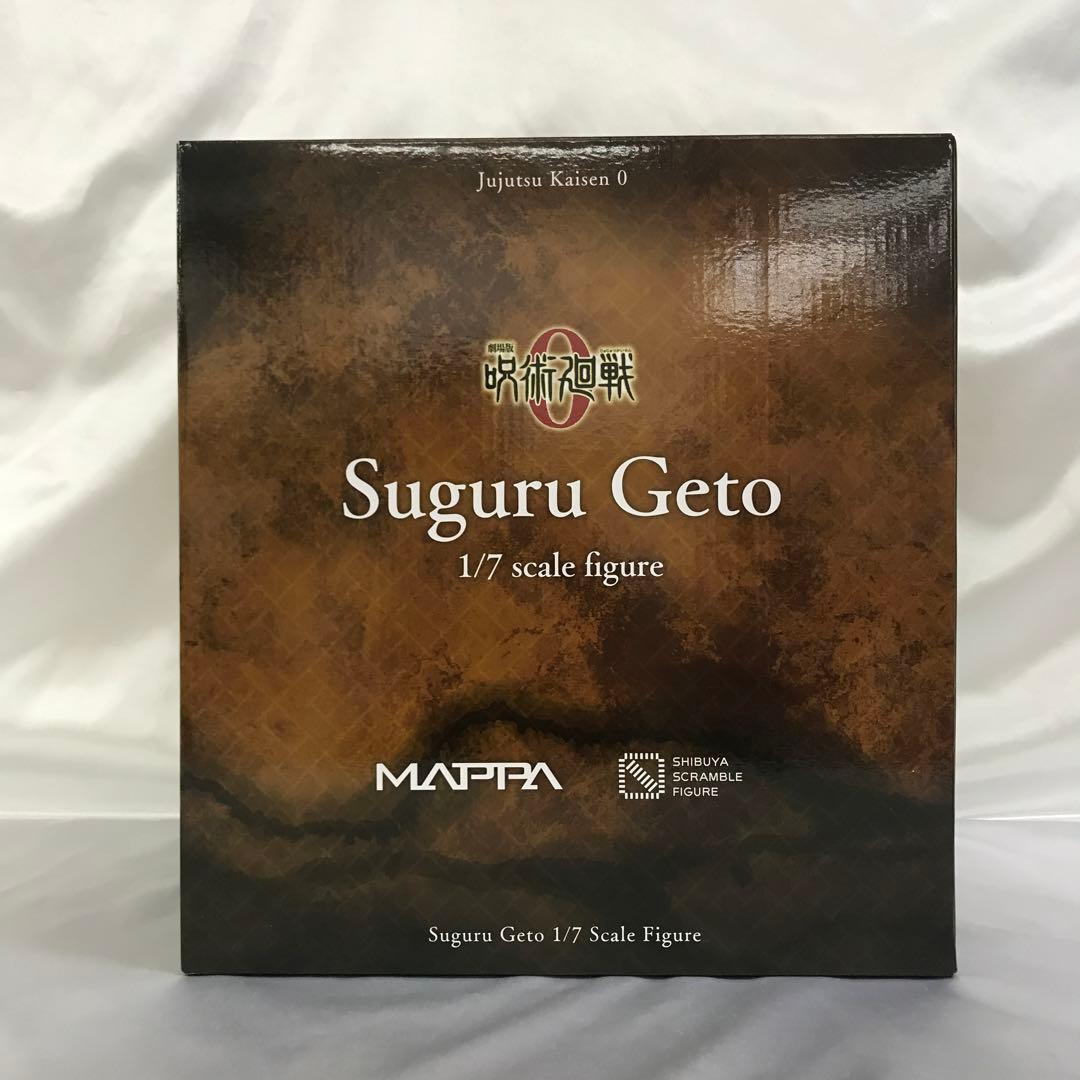 Jujutsu Kaisen 0
劇場版
呪術廻戦
0
Suguru Geto
1/7 scale figure
MAPPA
SHIBUYA
SCRAMBLE
FIGURE
Suguru Geto 1/7 Scale Figure